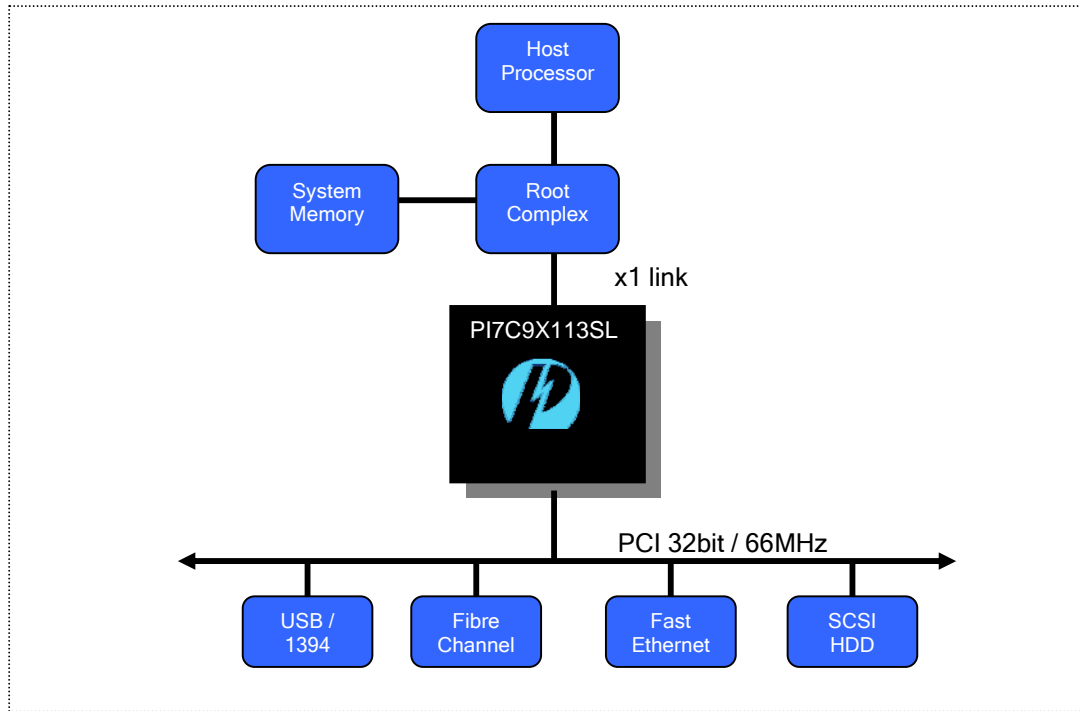 Host
Processor
System
Memory
Root
Complex
x1 link
PI7C9X113SL
PCI 32bit / 66MHz
USB /
1394
Fibre
Channel
Fast
Ethernet
SCSI
HDD